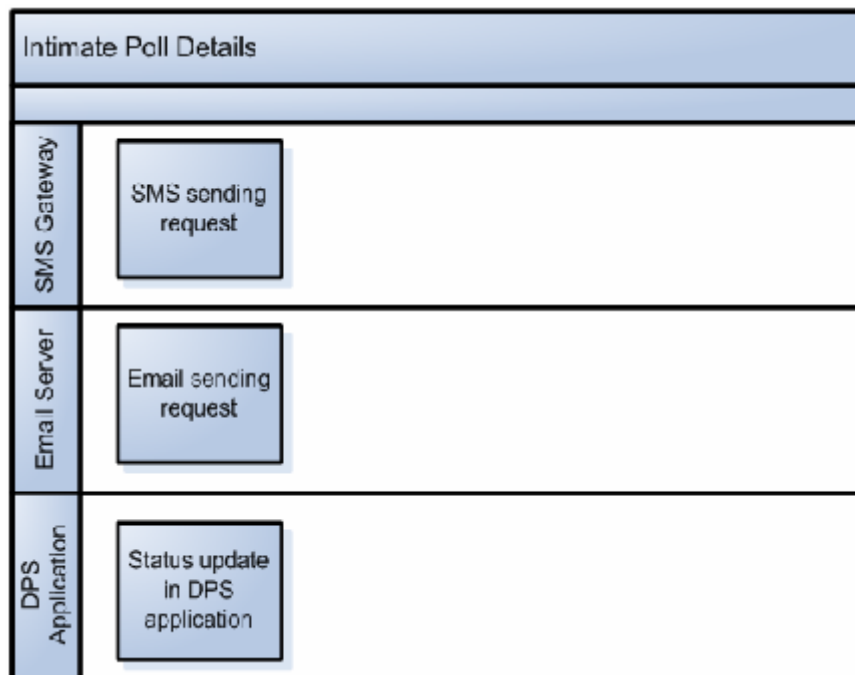 Intimate Poll Details
SMS Gateway
SMS sending
request
Email Server
Email sending
request
DPS
Application
Status update
in DPS
application